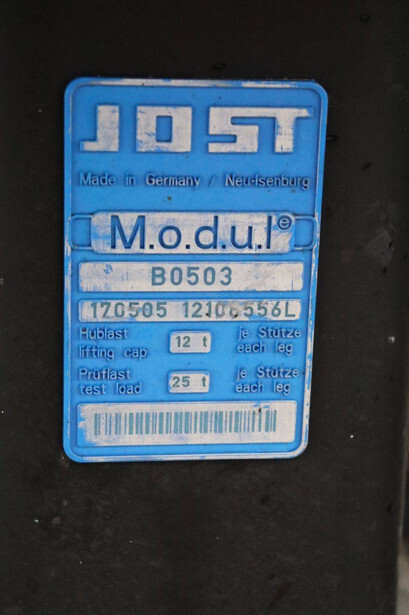 JOST
Made in Germany / Neu-Isenburg
M.o.d.u.l®
B0503
170505 12106556L
Hublast 12 t je Stütze
lifting cap. each leg
Prüflast 25 t je Stütze
test load each leg